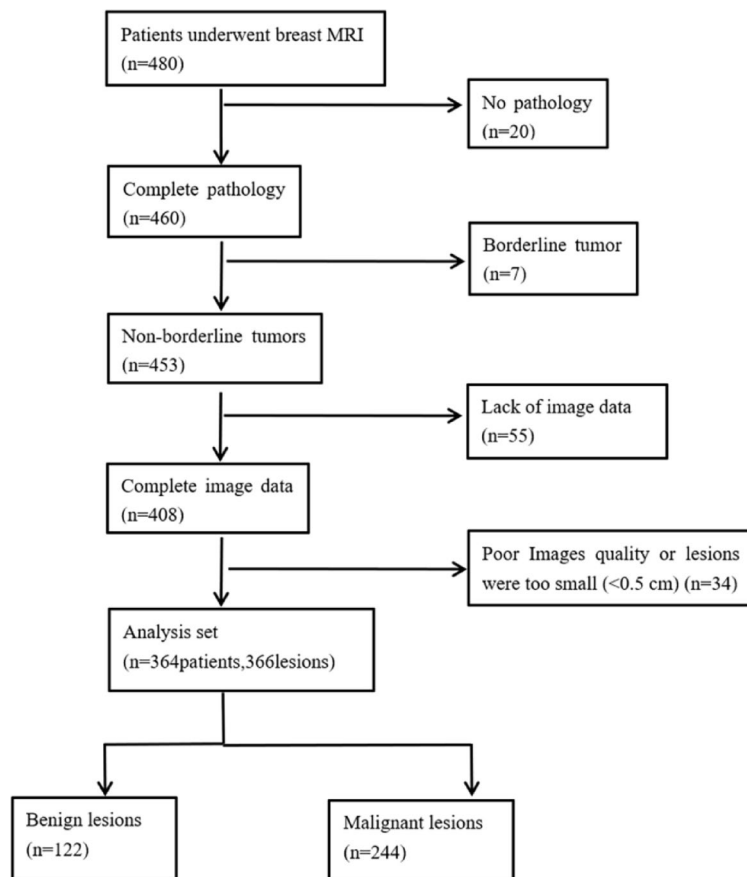 Patients underwent breast MRI
(n=480)
No pathology
(n=20)
Complete pathology
(n=460)
Borderline tumor
(n=7)
Non-borderline tumors
(n=453)
Lack of image data
(n=55)
Complete image data
(n=408)
Poor Images quality or lesions
were too small (<0.5 cm) (n=34)
Analysis set
(n=364patients,366lesions)
Benign lesions
(n=122)
Malignant lesions
(n=244)